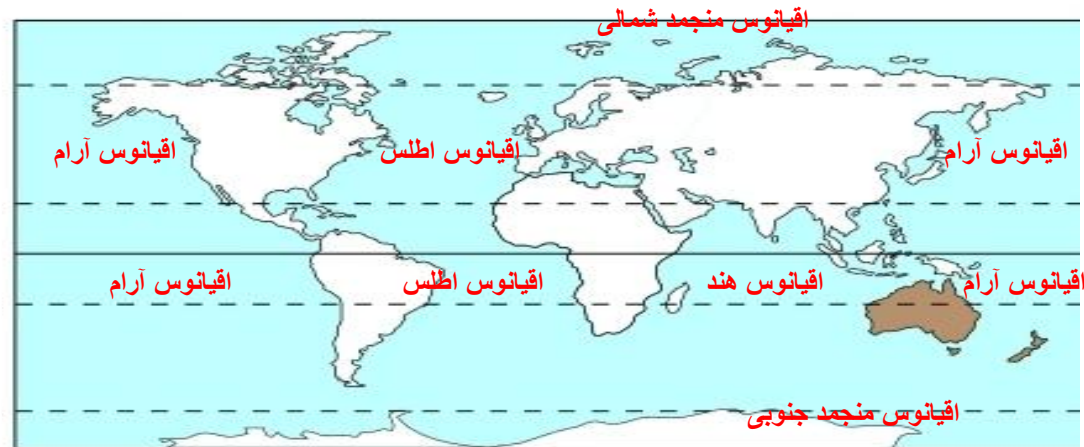 اقیانوس منجمد شمالی
اقیانوس آرام
اقیانوس اطلس
اقیانوس آرام
اقیانوس آرام
اقیانوس هند
اقیانوس اطلس
اقیانوس آرام
اقیانوس منجمد جنوبی